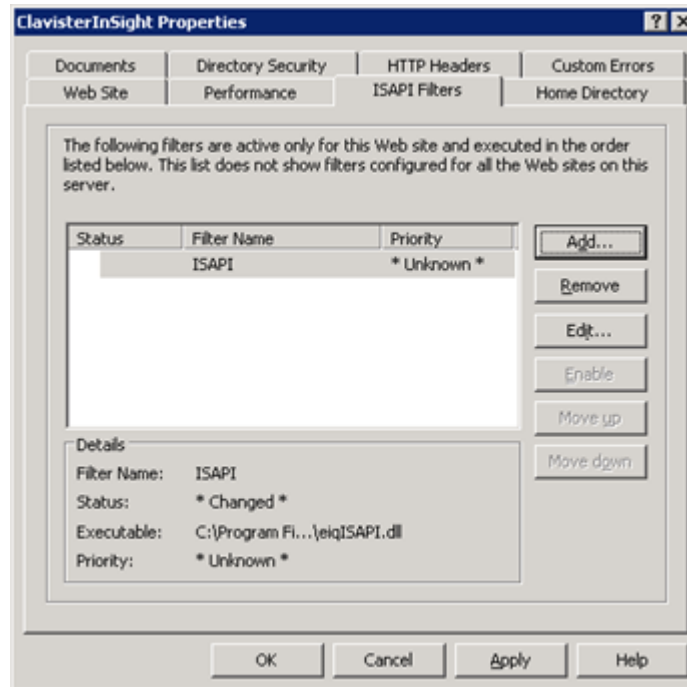 ClavisterInSight Properties
Documents Directory Security HTTP Headers Custom Errors
Web Site Performance ISAPI Filters Home Directory
The following filters are active only for this Web site and executed in the order
listed below. This list does not show filters configured for all the Web sites on this
server.
Status Filter Name Priority
ISAPI * Unknown *
Add...
Remove
Edit...
Enable
Move up
Move down
Details
Filter Name: ISAPI
Status: * Changed *
Executable: C:\Program Fi...\eiqISAPI.dll
Priority: * Unknown *
OK Cancel Apply Help